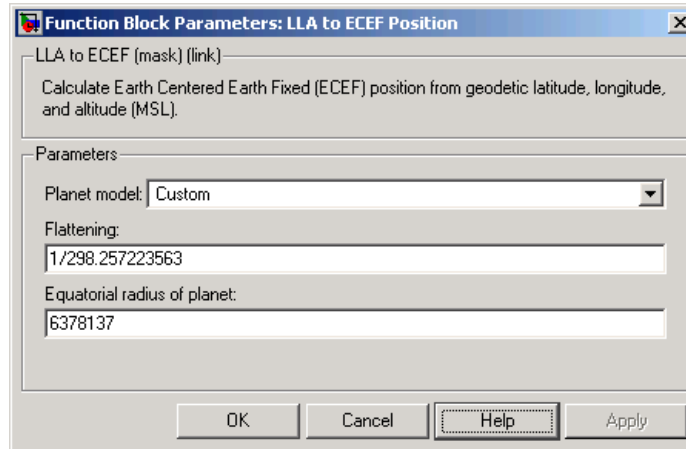 Function Block Parameters: LLA to ECEF Position
LLA to ECEF (mask) (link)
Calculate Earth Centered Earth Fixed (ECEF) position from geodetic latitude, longitude,
and altitude (MSL).
Parameters
Planet model: Custom
Flattening:
1/298.257223563
Equatorial radius of planet:
6378137
OK Cancel Help Apply